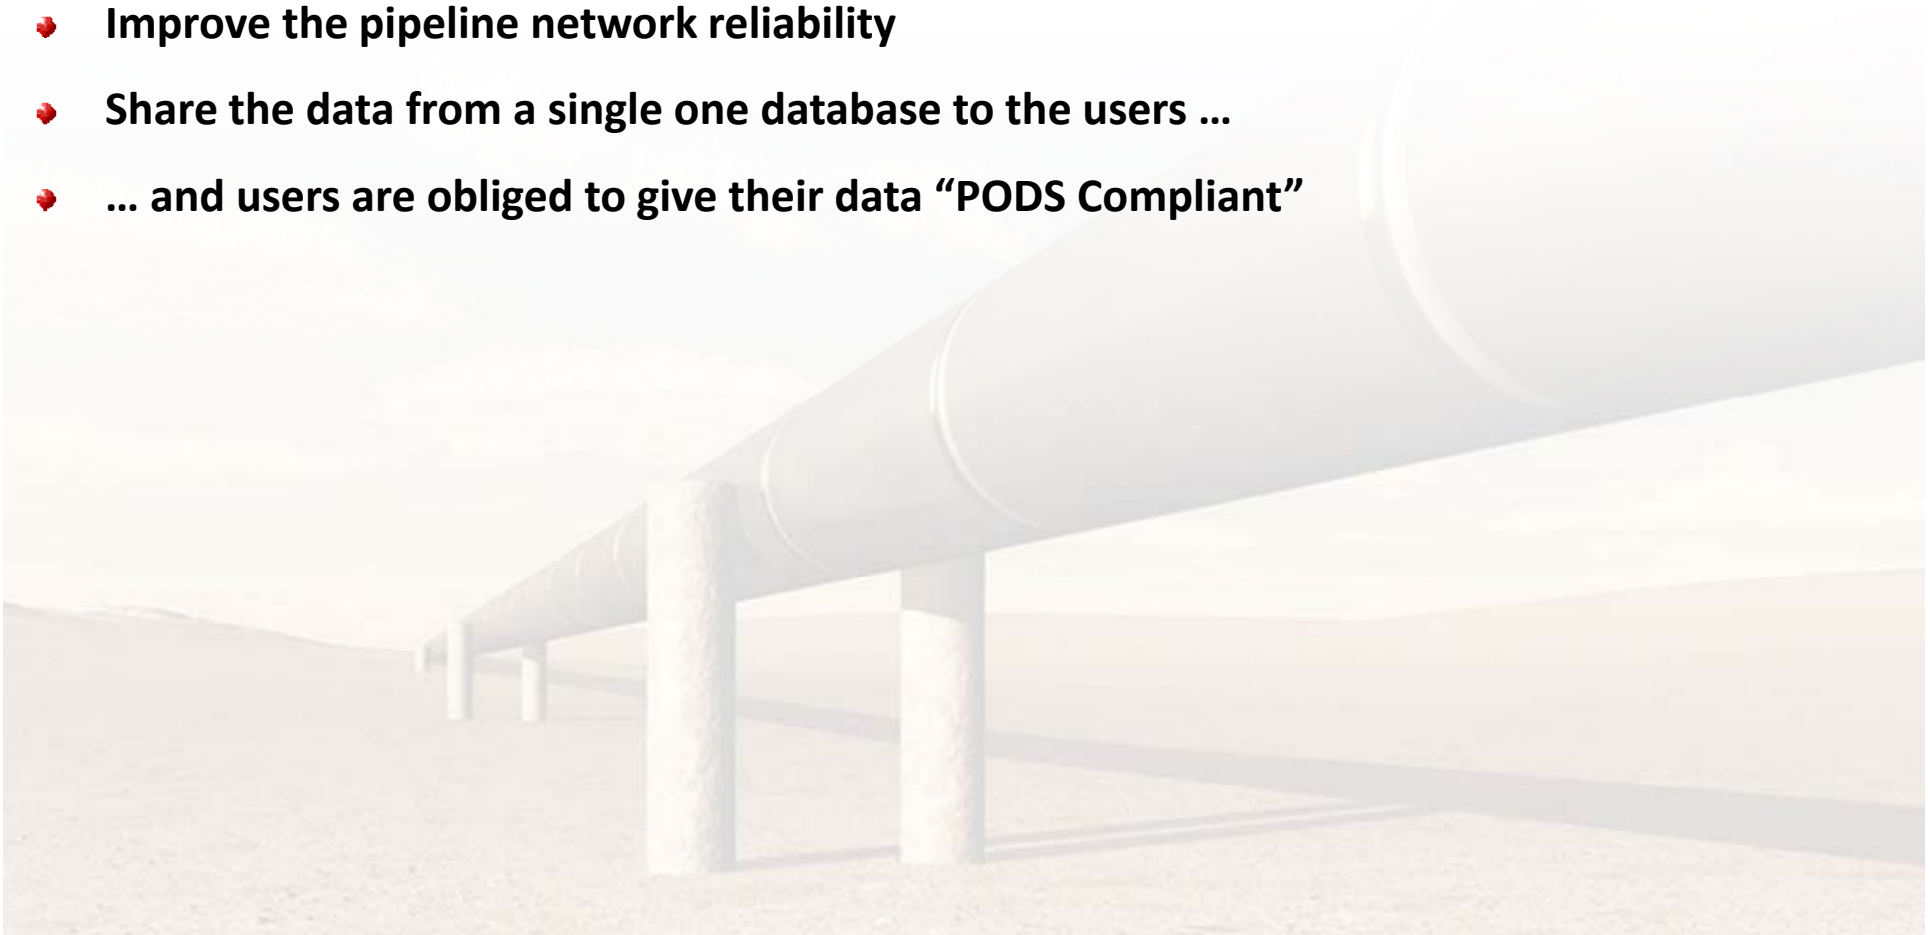 Improve the pipeline network reliability
Share the data from a single one database to the users …
… and users are obliged to give their data “PODS Compliant”